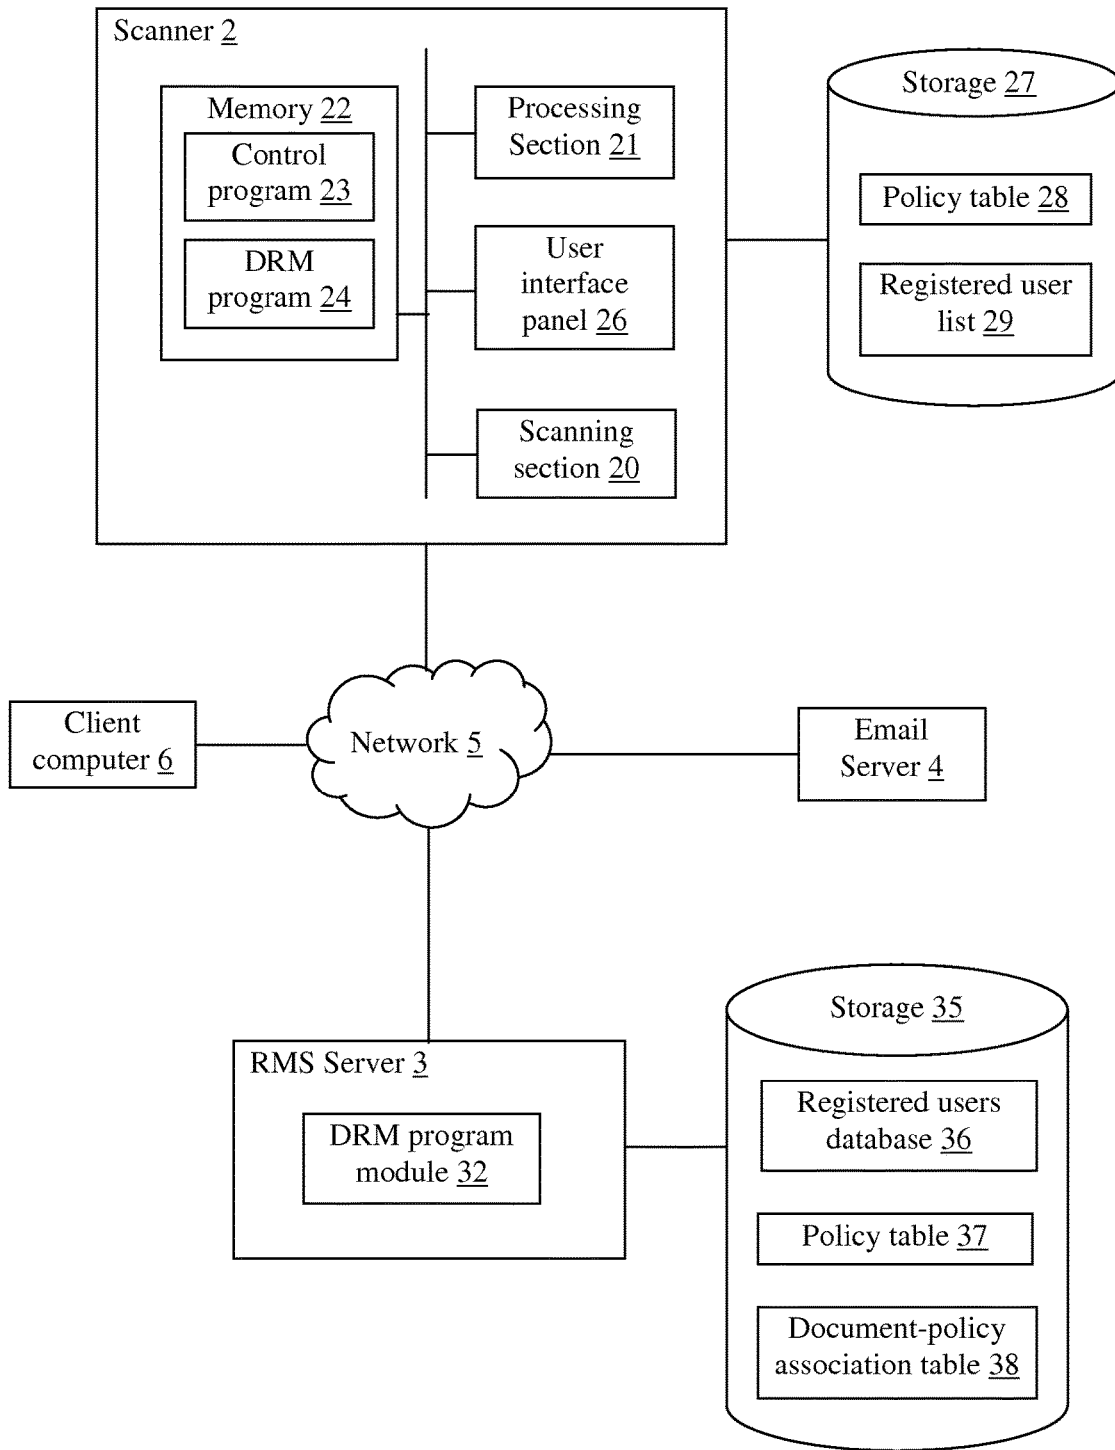 Scanner 2
Memory 22
Control
program 23
DRM
program 24
Processing
Section 21
User
interface
panel 26
Scanning
section 20
Storage 27
Policy table 28
Registered user
list 29
Client
computer 6
Network 5
Email
Server 4
RMS Server 3
DRM program
module 32
Storage 35
Registered users
database 36
Policy table 37
Document-policy
association table 38